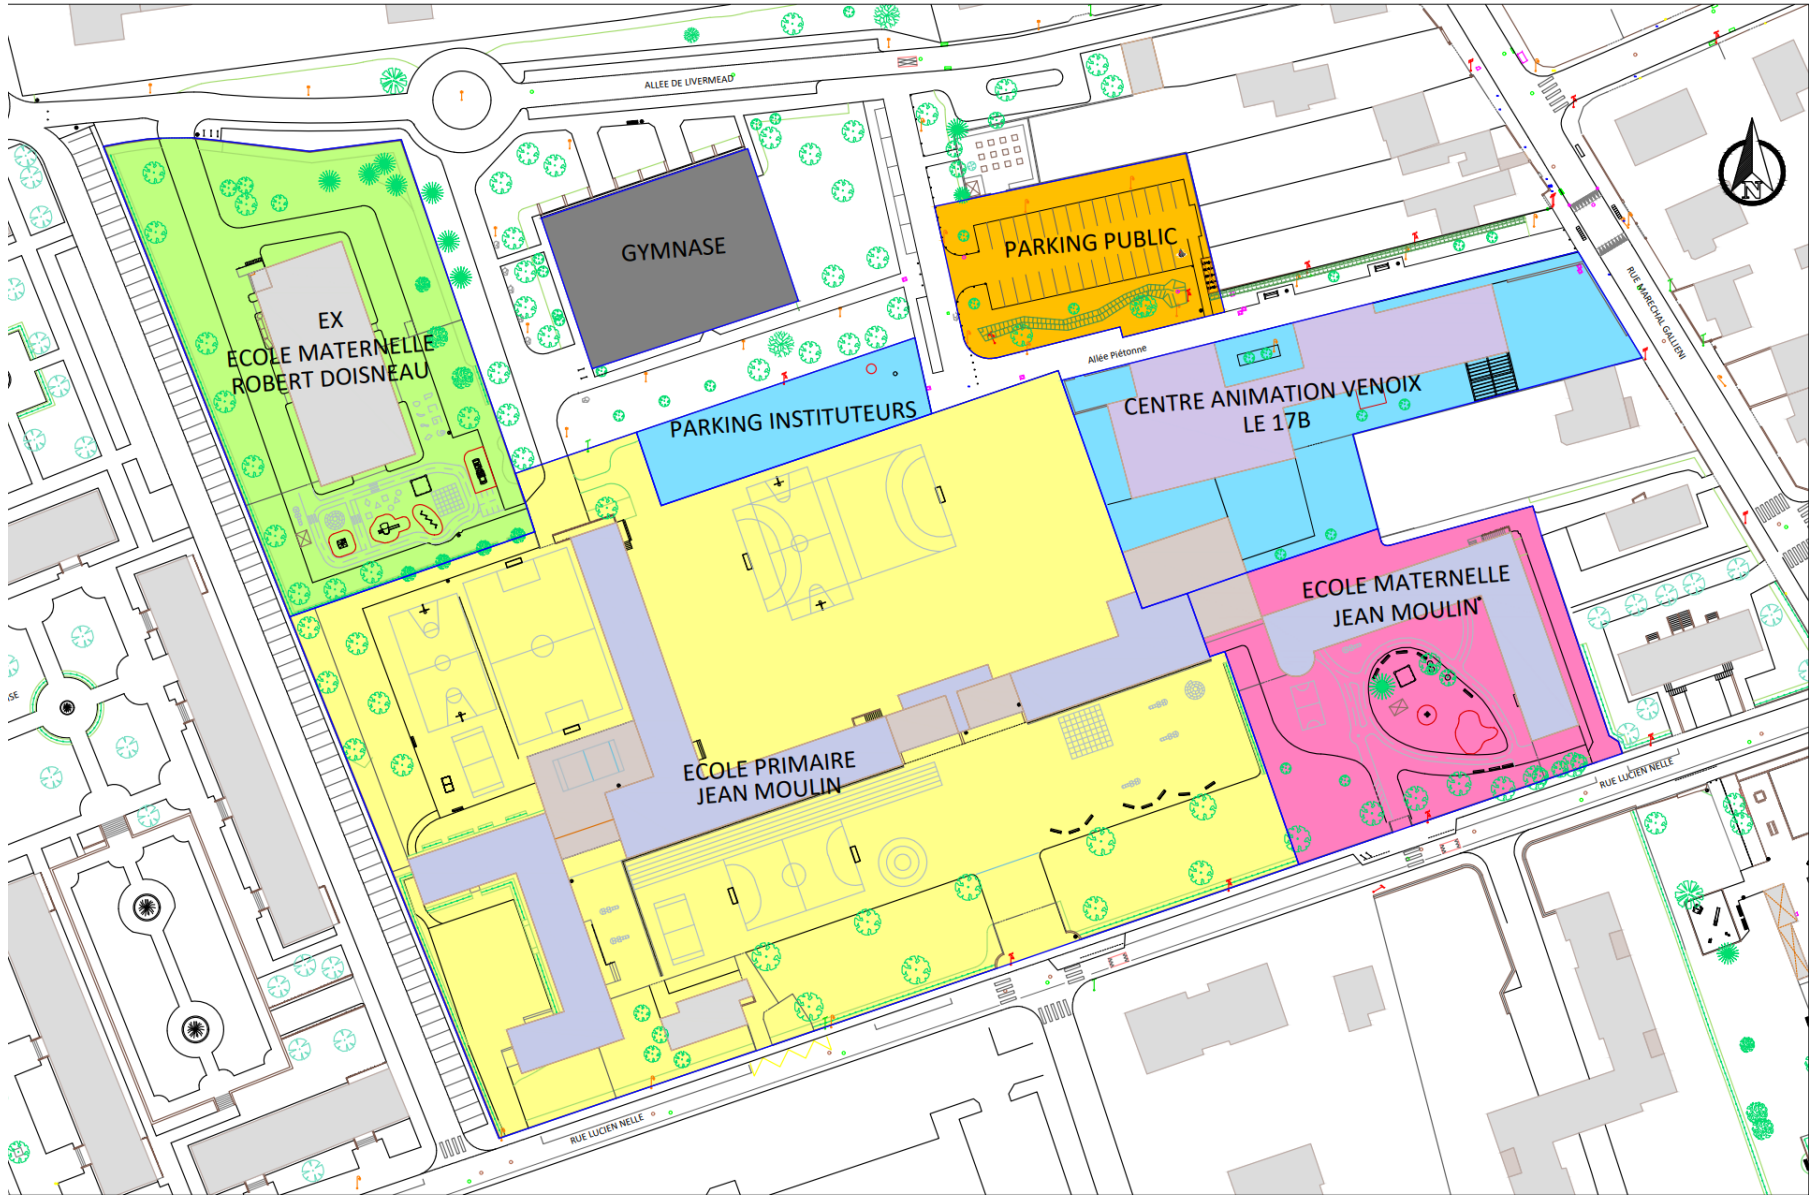 ALLEE DE LIVERMEAD
GYMNASE
PARKING PUBLIC
N
RUE MARECHAL GALLIENI
EX
ECOLE MATERNELLE
ROBERT DOISNEAU
Allée Piétonne
PARKING INSTITUTEURS
CENTRE ANIMATION VENOIX
LE 17B
ECOLE MATERNELLE
JEAN MOULIN
ECOLE PRIMAIRE
JEAN MOULIN
RUE LUCIEN NELLE
RUE LUCIEN NELLE